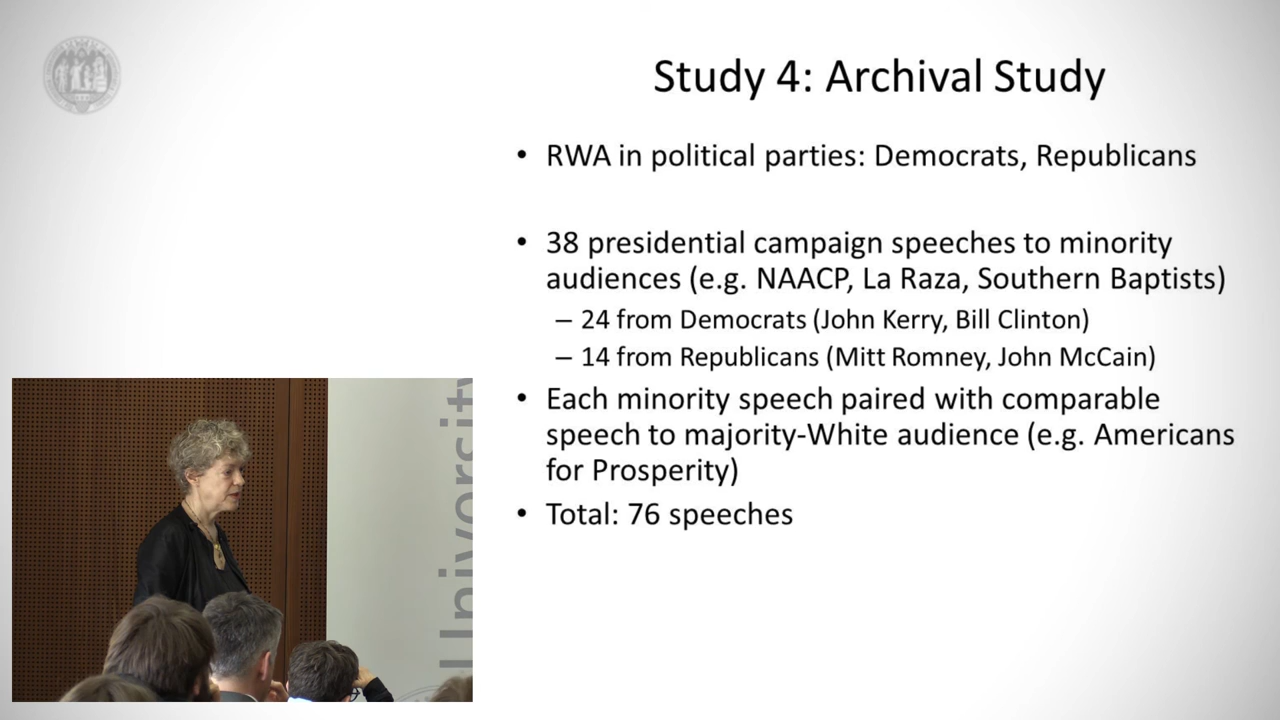 Study 4: Archival Study
• RWA in political parties: Democrats, Republicans
• 38 presidential campaign speeches to minority
audiences (e.g. NAACP, La Raza, Southern Baptists)
– 24 from Democrats (John Kerry, Bill Clinton)
– 14 from Republicans (Mitt Romney, John McCain)
• Each minority speech paired with comparable
speech to majority-White audience (e.g. Americans
for Prosperity)
• Total: 76 speeches
University